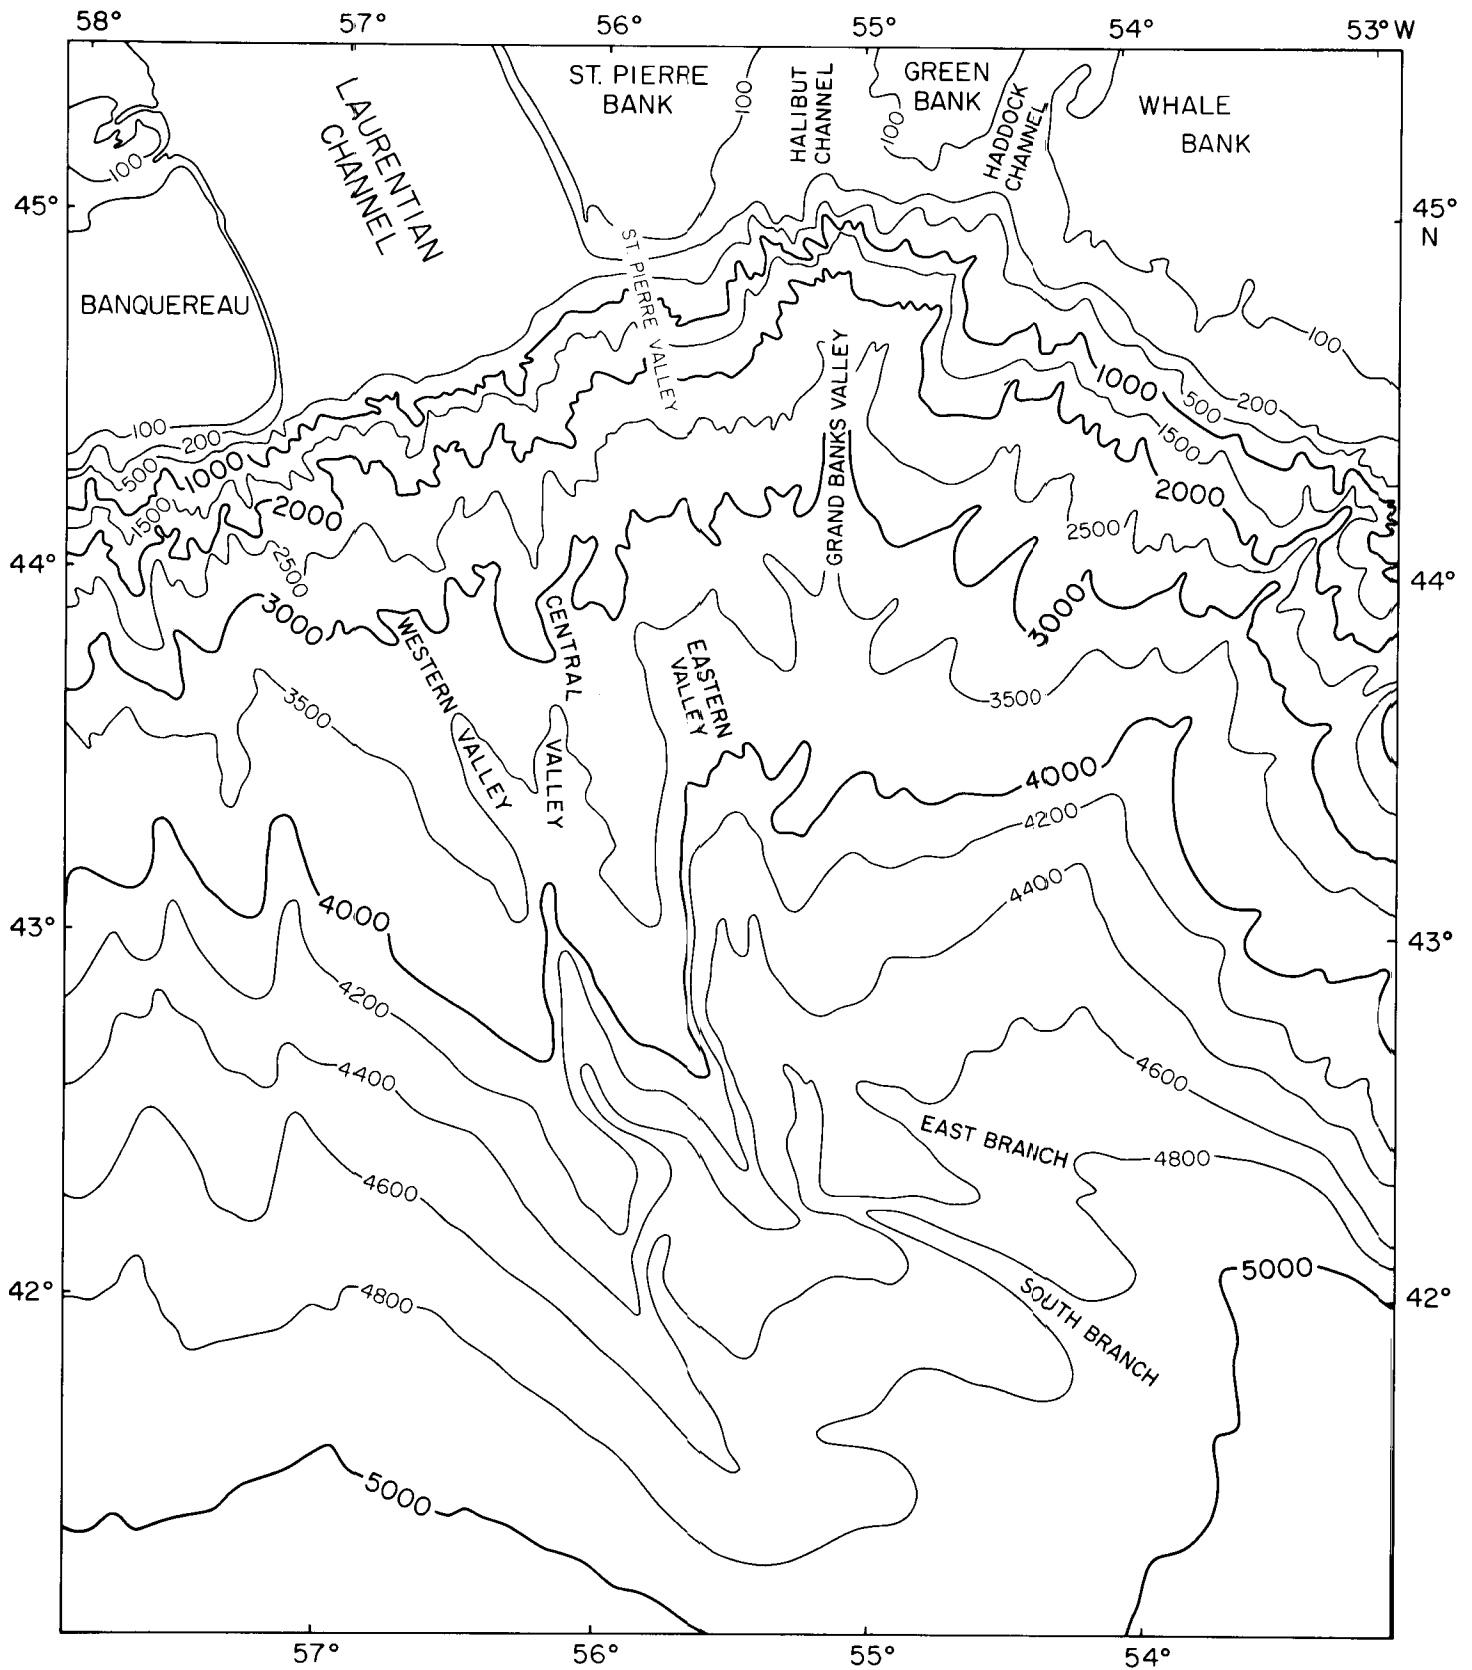 58° 57° 56° 55° 54° 53° W
ST. PIERRE
BANK
HALIBUT
CHANNEL
GREEN
BANK
HADDOCK
CHANNEL
WHALE
BANK
LAURENTIAN
CHANNEL
100
100
100
45°
45°
N
BANQUEREAU
ST. PIERRE VALLEY
GRAND BANKS VALLEY
100
1000
500
200
1500
2000
2500
100
200
500
1000
1500
2000
2500
44°
44°
3000
3000
WESTERN
VALLEY
CENTRAL
VALLEY
EASTERN
VALLEY
3500
3500
4000
4200
4400
4000
43°
43°
4200
4400
4600
4600
4800
4800
EAST BRANCH
SOUTH BRANCH
42°
42°
5000
5000
57° 56° 55° 54°